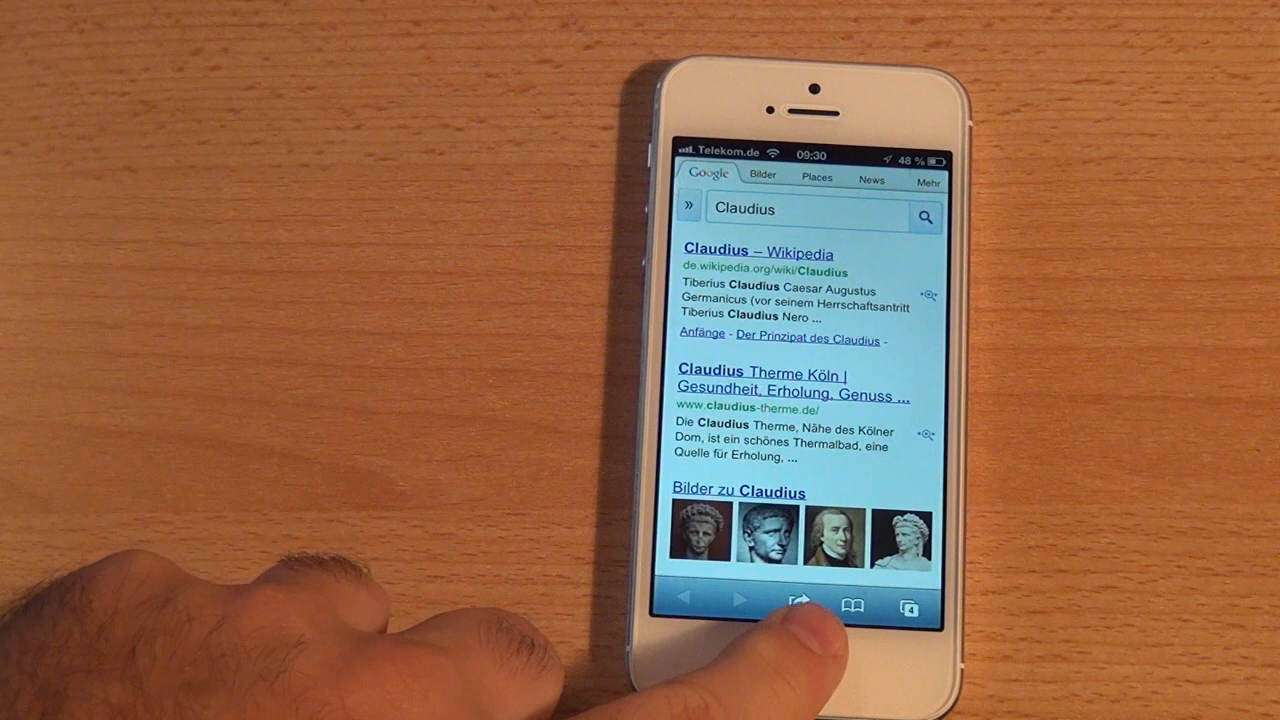 Telekom.de 09:30 48 %
Google Bilder Places News Mehr
» Claudius
Claudius – Wikipedia
de.wikipedia.org/wiki/Claudius
Tiberius Claudius Caesar Augustus
Germanicus (vor seinem Herrschaftsantritt
Tiberius Claudius Nero ...
Anfänge - Der Prinzipat des Claudius -
Claudius Therme Köln |
Gesundheit, Erholung, Genuss ...
www.claudius-therme.de/
Die Claudius Therme, Nähe des Kölner
Dom, ist ein schönes Thermalbad, eine
Quelle für Erholung, ...
Bilder zu Claudius
4